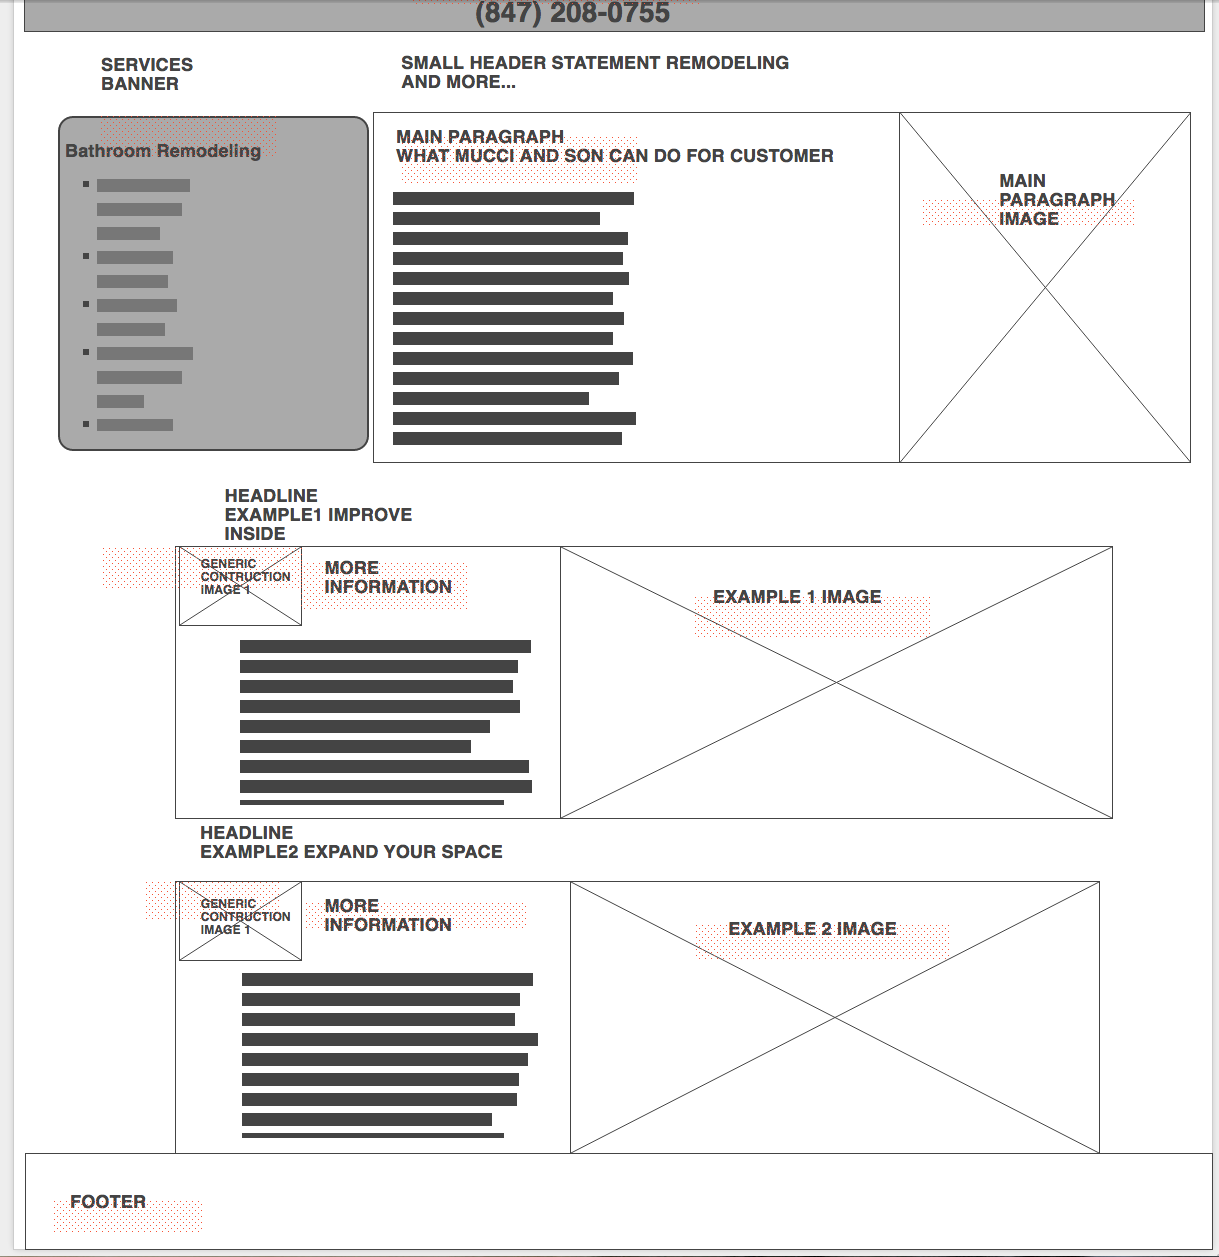 (847) 208-0755
SERVICES
BANNER
SMALL HEADER STATEMENT REMODELING
AND MORE...
Bathroom Remodeling
MAIN PARAGRAPH
WHAT MUCCI AND SON CAN DO FOR CUSTOMER
MAIN
PARAGRAPH
IMAGE
HEADLINE
EXAMPLE1 IMPROVE
INSIDE
GENERIC
CONTRUCTION
IMAGE 1
MORE
INFORMATION
EXAMPLE 1 IMAGE
HEADLINE
EXAMPLE2 EXPAND YOUR SPACE
GENERIC
CONTRUCTION
IMAGE 1
MORE
INFORMATION
EXAMPLE 2 IMAGE
FOOTER